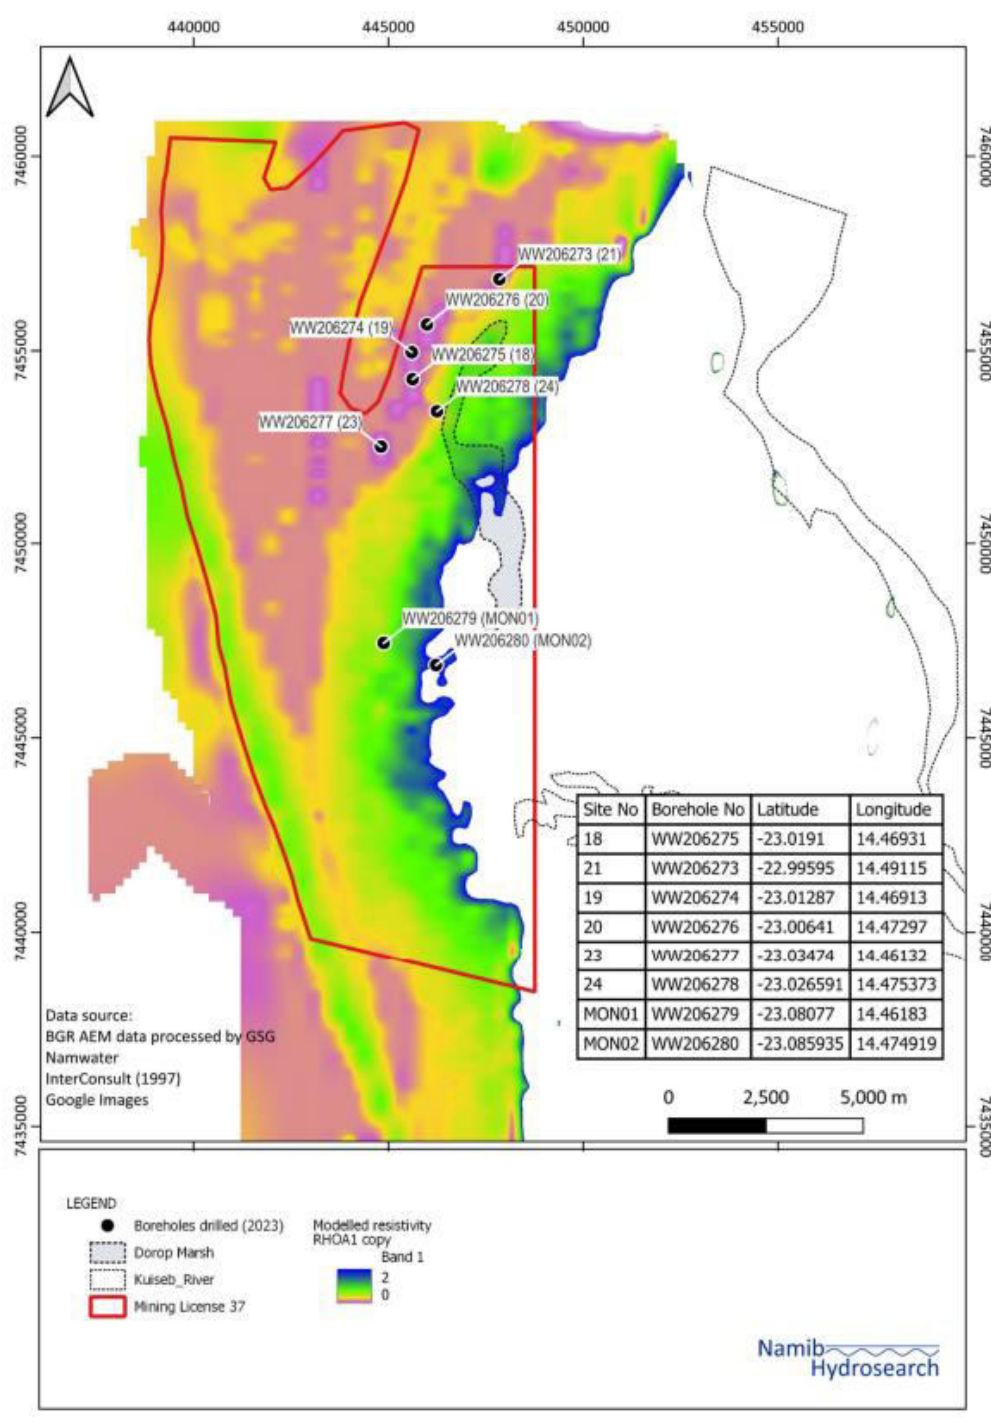 440000 445000 450000 455000
7460000 7460000
7455000 7455000
7450000 7450000
7445000 7445000
7440000 7440000
7435000 7435000
WW206273 (21)
WW206276 (20)
WW206274 (19)
WW206275 (18)
WW206278 (24)
WW206277 (23)
WW206279 (MON01)
WW206280 (MON02)
Site No Borehole No Latitude Longitude
18 WW206275 -23.0191 14.46931
21 WW206273 -22.99595 14.49115
19 WW206274 -23.01287 14.46913
20 WW206276 -23.00641 14.47297
23 WW206277 -23.03474 14.46132
24 WW206278 -23.026591 14.475373
MON01 WW206279 -23.08077 14.46183
MON02 WW206280 -23.085935 14.474919
Data source:
BGR AEM data processed by GSG
Namwater
InterConsult (1997)
Google Images
0 2,500 5,000 m
LEGEND
Boreholes drilled (2023)
Dorop Marsh
Kuiseb_River
Mining License 37
Modelled resistivity
RHOA1 copy
Band 1
2
0
Namib
Hydrosearch